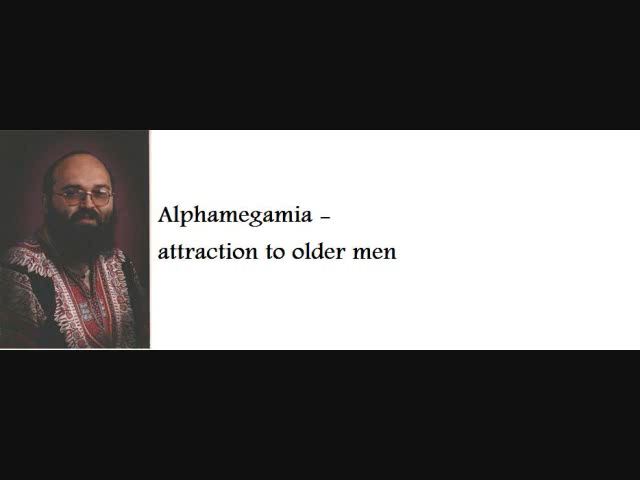 Alphamegamia –
attraction to older men